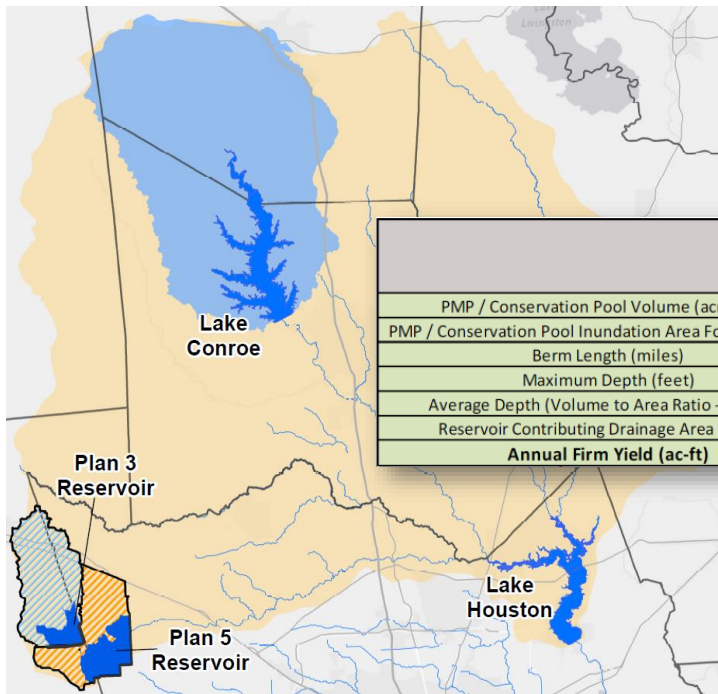 Lake
Conroe
PMP / Conservation Pool Volume (ac
PMP / Conservation Pool Inundation Area Fo
Berm Length (miles)
Maximum Depth (feet)
Average Depth (Volume to Area Ratio -
Reservoir Contributing Drainage Area
Annual Firm Yield (ac-ft)
Plan 3
Reservoir
Lake
Houston
Plan 5
Reservoir